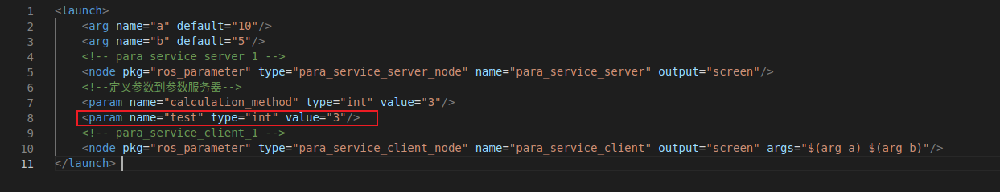 1 <launch>
2 <arg name="a" default="10"/>
3 <arg name="b" default="5"/>
4 <!-- para_service_server_1 -->
5 <node pkg="ros_parameter" type="para_service_server_node" name="para_service_server" output="screen"/>
6 <!--定义参数到参数服务器-->
7 <param name="calculation_method" type="int" value="3"/>
8 <param name="test" type="int" value="3"/>
9 <!-- para_service_client_1 -->
10 <node pkg="ros_parameter" type="para_service_client_node" name="para_service_client" output="screen" args="$(arg a) $(arg b)"/>
11 </launch>